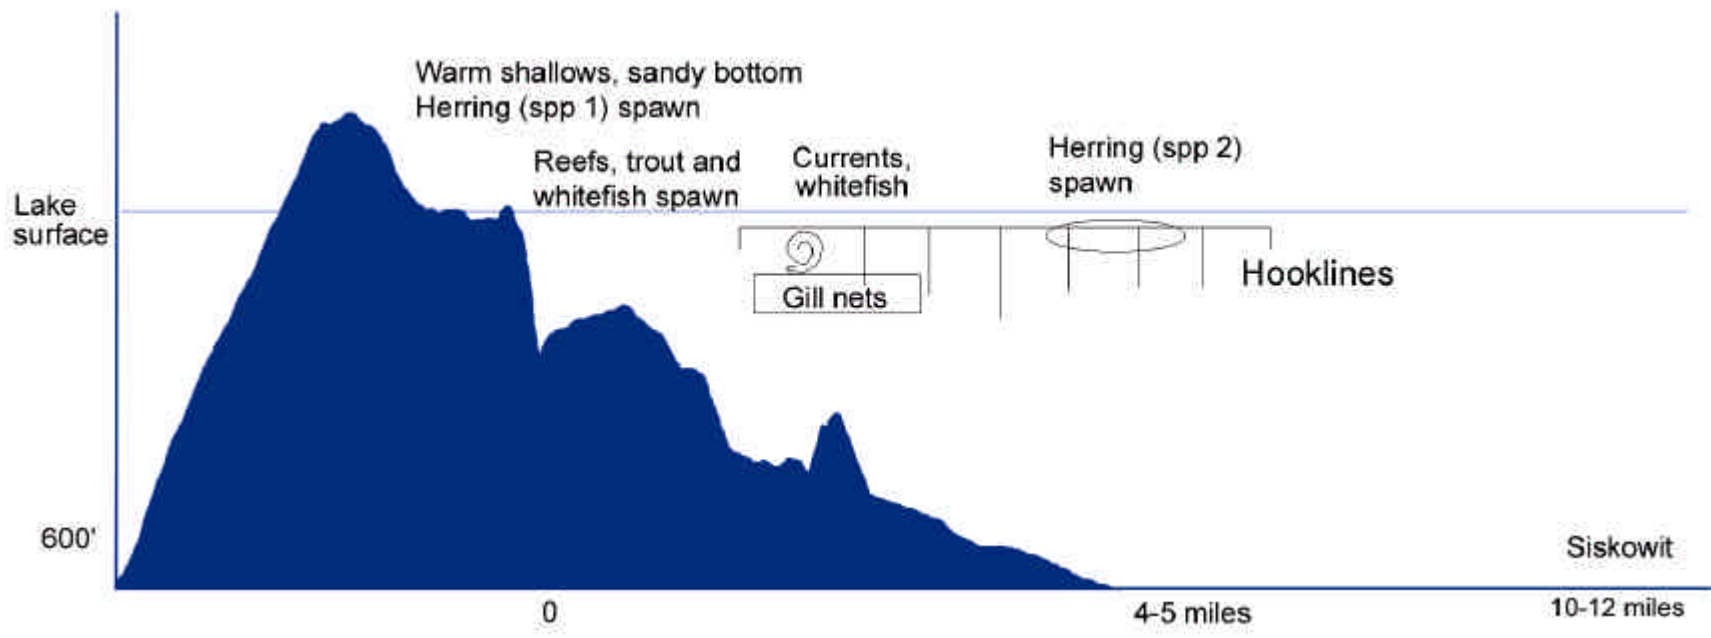 Warm shallows, sandy bottom
Herring (spp 1) spawn
Reefs, trout and
whitefish spawn
Currents,
whitefish
Herring (spp 2)
spawn
Lake
surface
Gill nets
Hooklines
600'
Siskowit
0
4-5 miles
10-12 miles